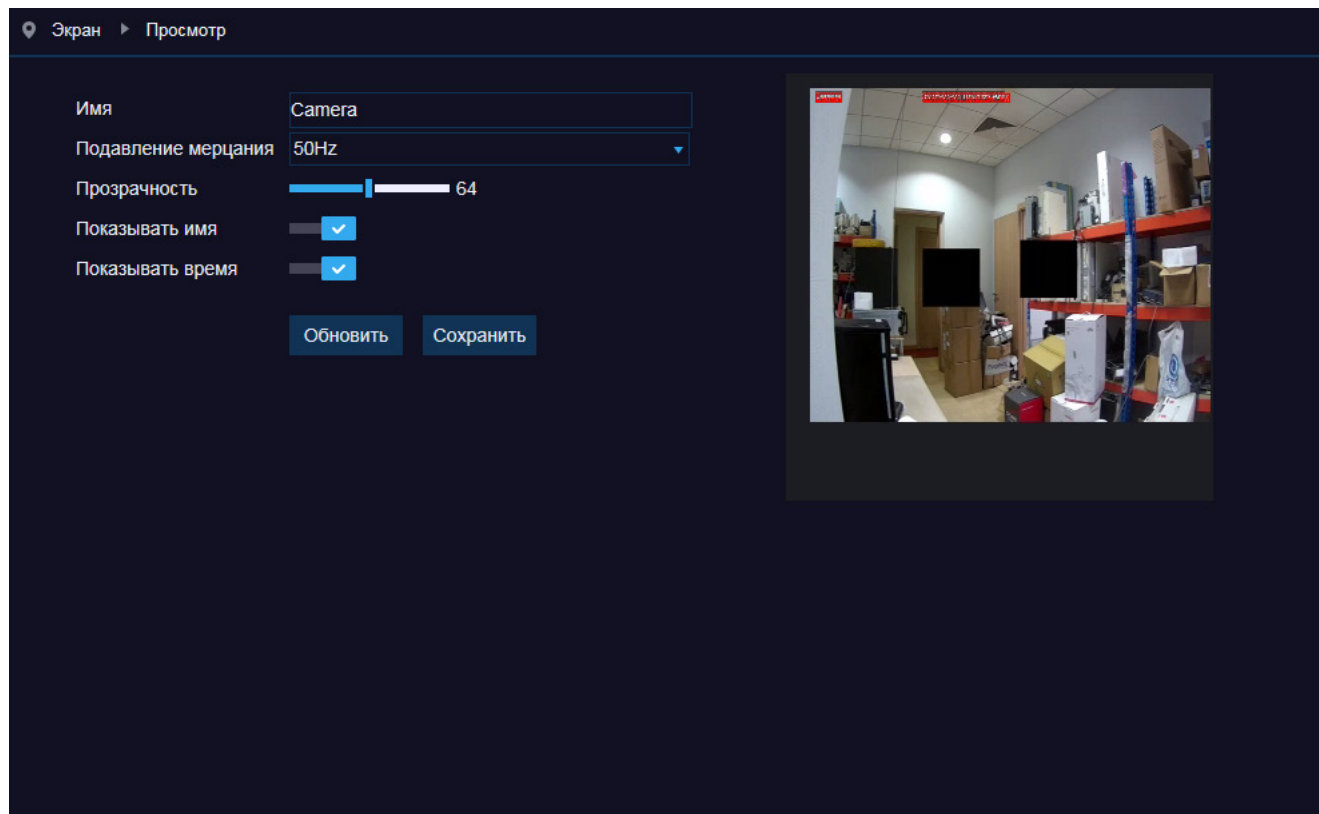 Экран Просмотр
Имя Camera
Подавление мерцания 50Hz
Прозрачность 64
Показывать имя
Показывать время
Обновить Сохранить